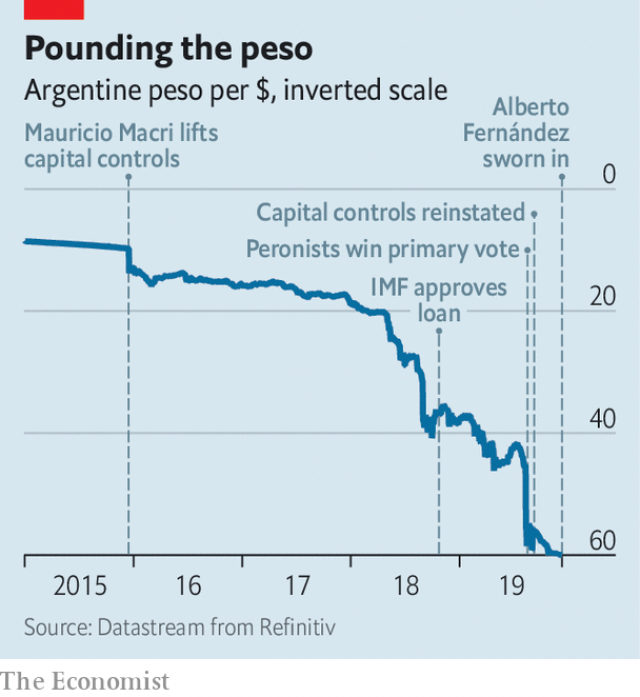 Pounding the peso
Argentine peso per $, inverted scale
Mauricio Macri lifts
capital controls
Alberto
Fernández
sworn in
0
Capital controls reinstated
Peronists win primary vote
IMF approves
loan
20
40
60
2015
16
17
18
19
Source: Datastream from Refinitiv
The Economist